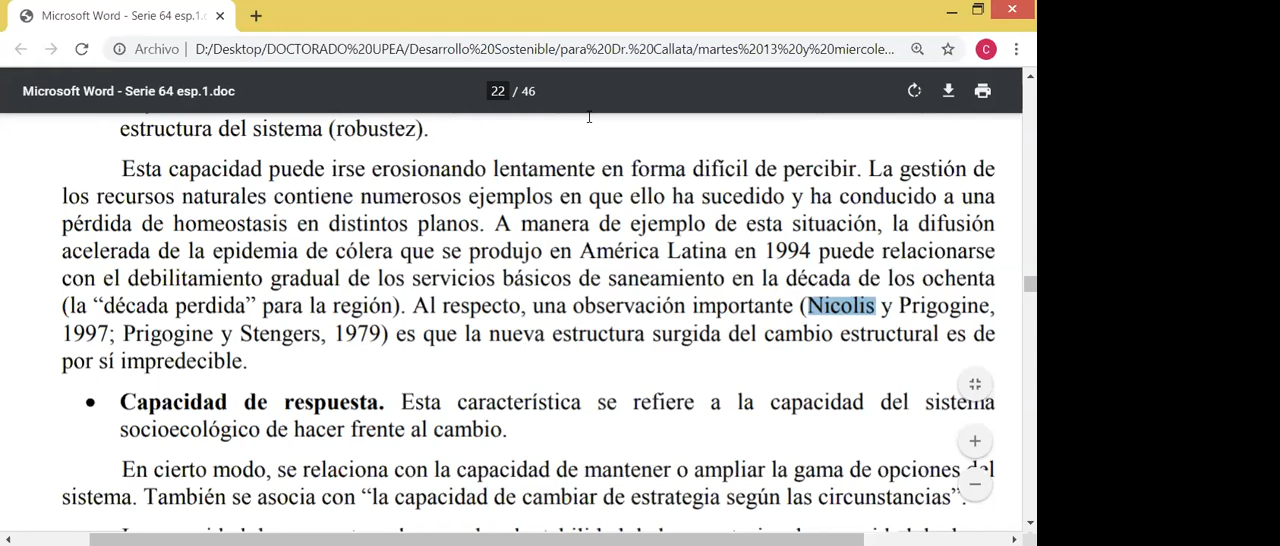 Microsoft Word - Serie 64 esp.1.c
Archivo | D:/Desktop/DOCTORADO%20UPEA/Desarrollo%20Sostenible/para%20Dr.%20Callata/martes%2013%20y%20miercole...
C
Microsoft Word - Serie 64 esp.1.doc
22 / 46
estructura del sistema (robustez).
Esta capacidad puede irse erosionando lentamente en forma difícil de percibir. La gestión de
los recursos naturales contiene numerosos ejemplos en que ello ha sucedido y ha conducido a una
pérdida de homeostasis en distintos planos. A manera de ejemplo de esta situación, la difusión
acelerada de la epidemia de cólera que se produjo en América Latina en 1994 puede relacionarse
con el debilitamiento gradual de los servicios básicos de saneamiento en la década de los ochenta
(la “década perdida” para la región). Al respecto, una observación importante (Nicolis y Prigogine,
1997; Prigogine y Stengers, 1979) es que la nueva estructura surgida del cambio estructural es de
por sí impredecible.
• Capacidad de respuesta. Esta característica se refiere a la capacidad del sistema
socioecológico de hacer frente al cambio.
En cierto modo, se relaciona con la capacidad de mantener o ampliar la gama de opciones del
sistema. También se asocia con “la capacidad de cambiar de estrategia según las circunstancias”.